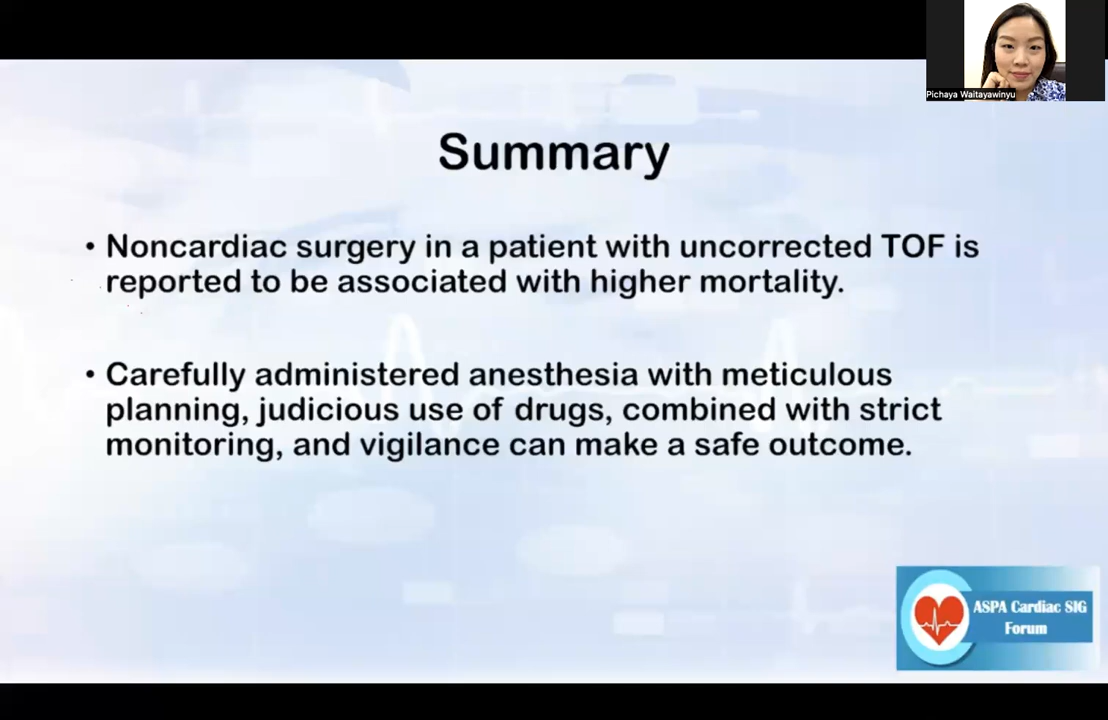 Pichaya Waitayawinyu
Summary
• Noncardiac surgery in a patient with uncorrected TOF is
reported to be associated with higher mortality.
• Carefully administered anesthesia with meticulous
planning, judicious use of drugs, combined with strict
monitoring, and vigilance can make a safe outcome.
ASPA Cardiac SIG
Forum